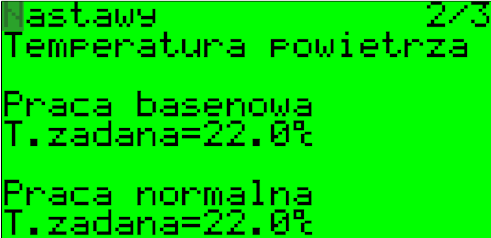 Nastawy 2/3
Temperatura powietrza
Praca basenowa
T.zadana=22.0℃
Praca normalna
T.zadana=22.0℃